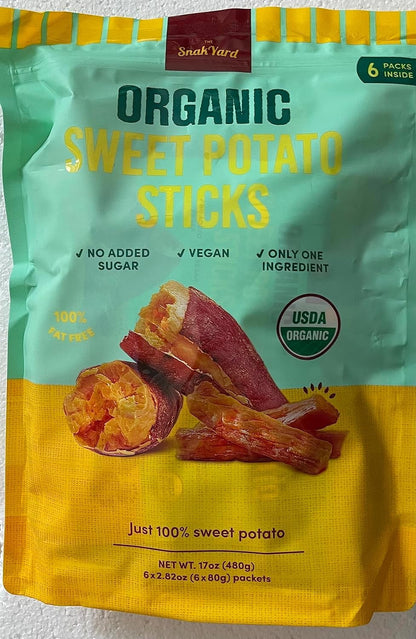 THE
SnakYard
6 PACKS
INSIDE
ORGANIC
SWEET POTATO
STICKS
✓ NO ADDED
SUGAR
✓ VEGAN
✓ ONLY ONE
INGREDIENT
100%
FAT FREE
USDA
ORGANIC
Just 100% sweet potato
NET WT. 17oz (480g)
6 x 2.82oz (6 x 80g) packets